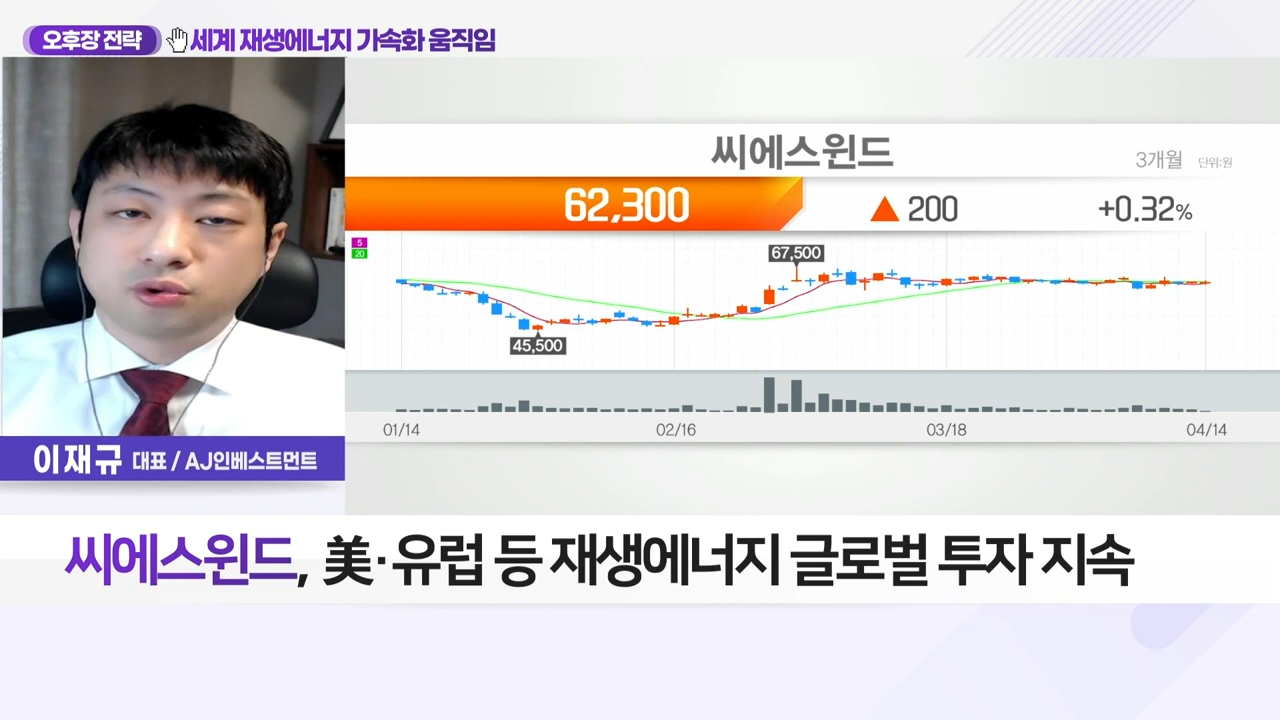 오후장 전략 세계 재생에너지 가속화 움직임
씨에스윈드
3개월 단위:원
62,300 ▲ 200 +0.32%
5
20
67,500
45,500
01/14 02/16 03/18 04/14
이재규 대표 / AJ인베스트먼트
씨에스윈드, 美·유럽 등 재생에너지 글로벌 투자 지속